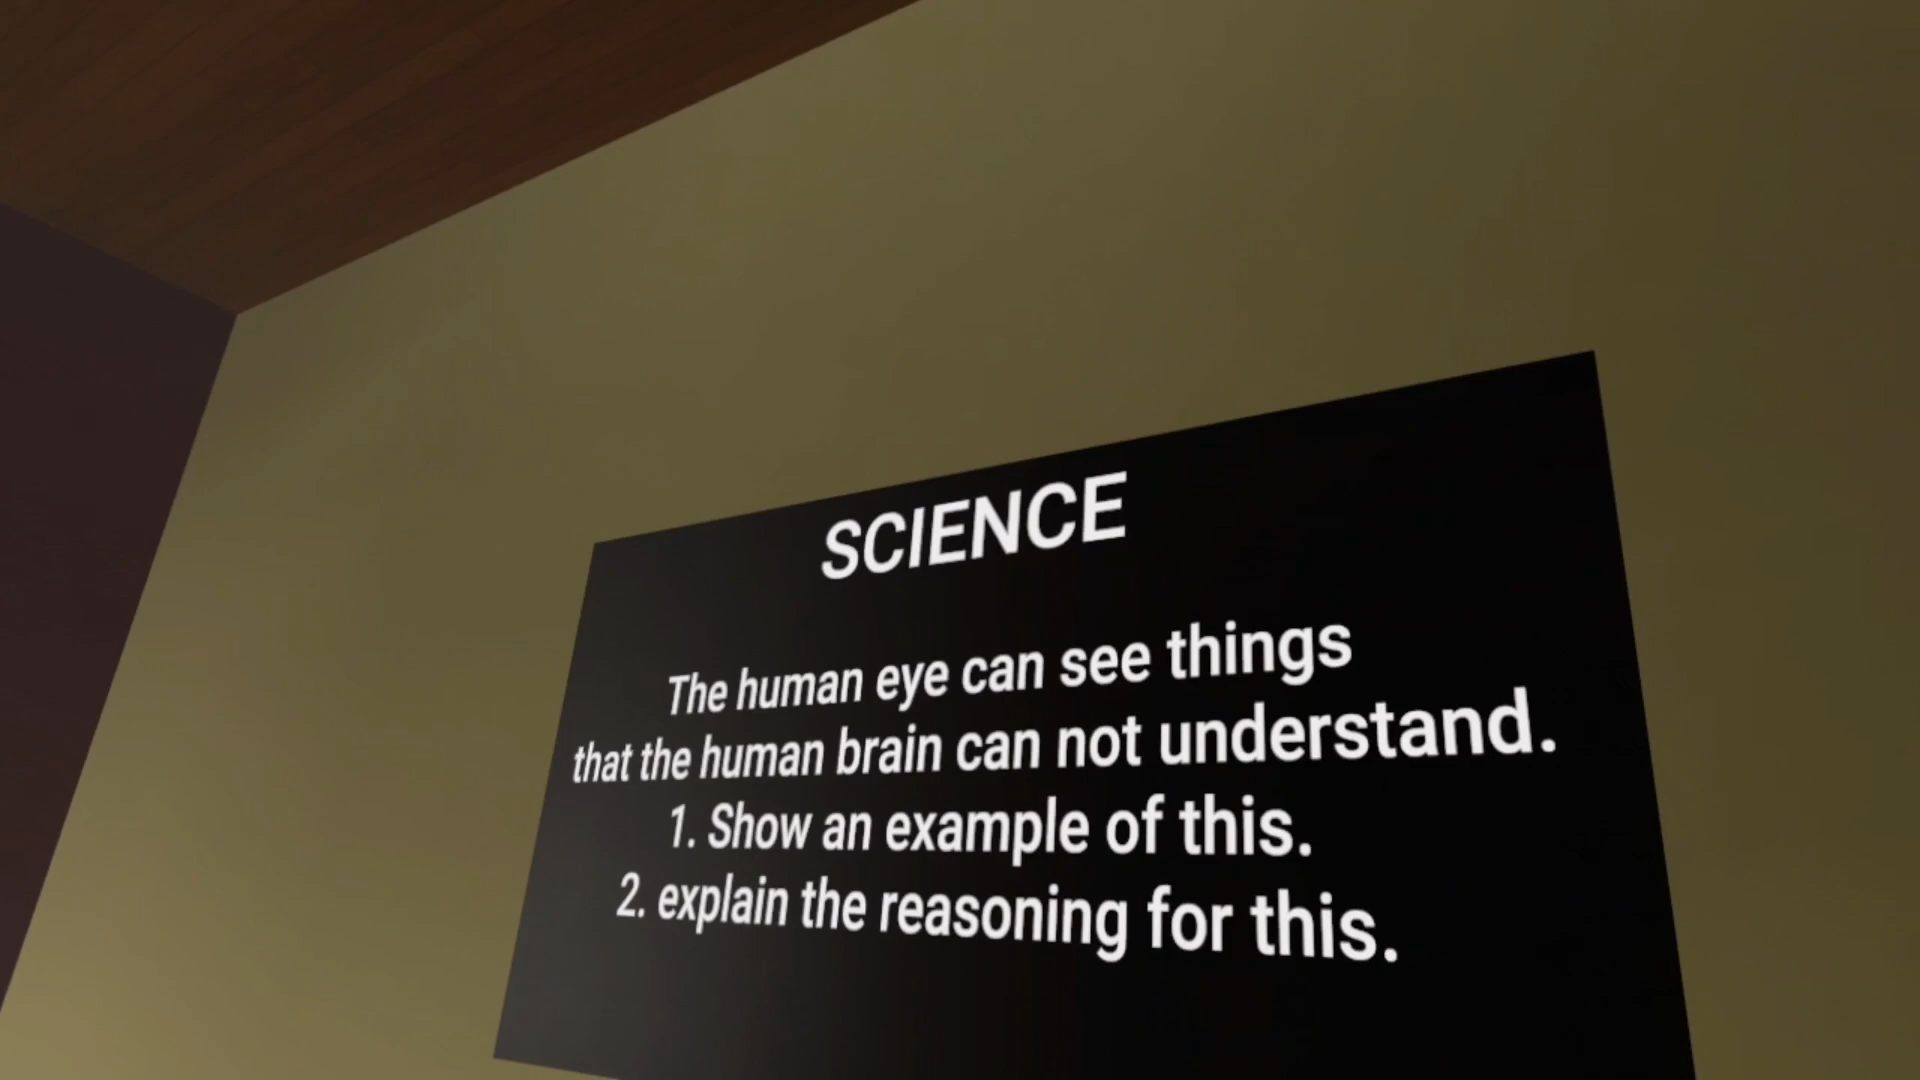 SCIENCE
The human eye can see things
that the human brain can not understand.
1. Show an example of this.
2. explain the reasoning for this.